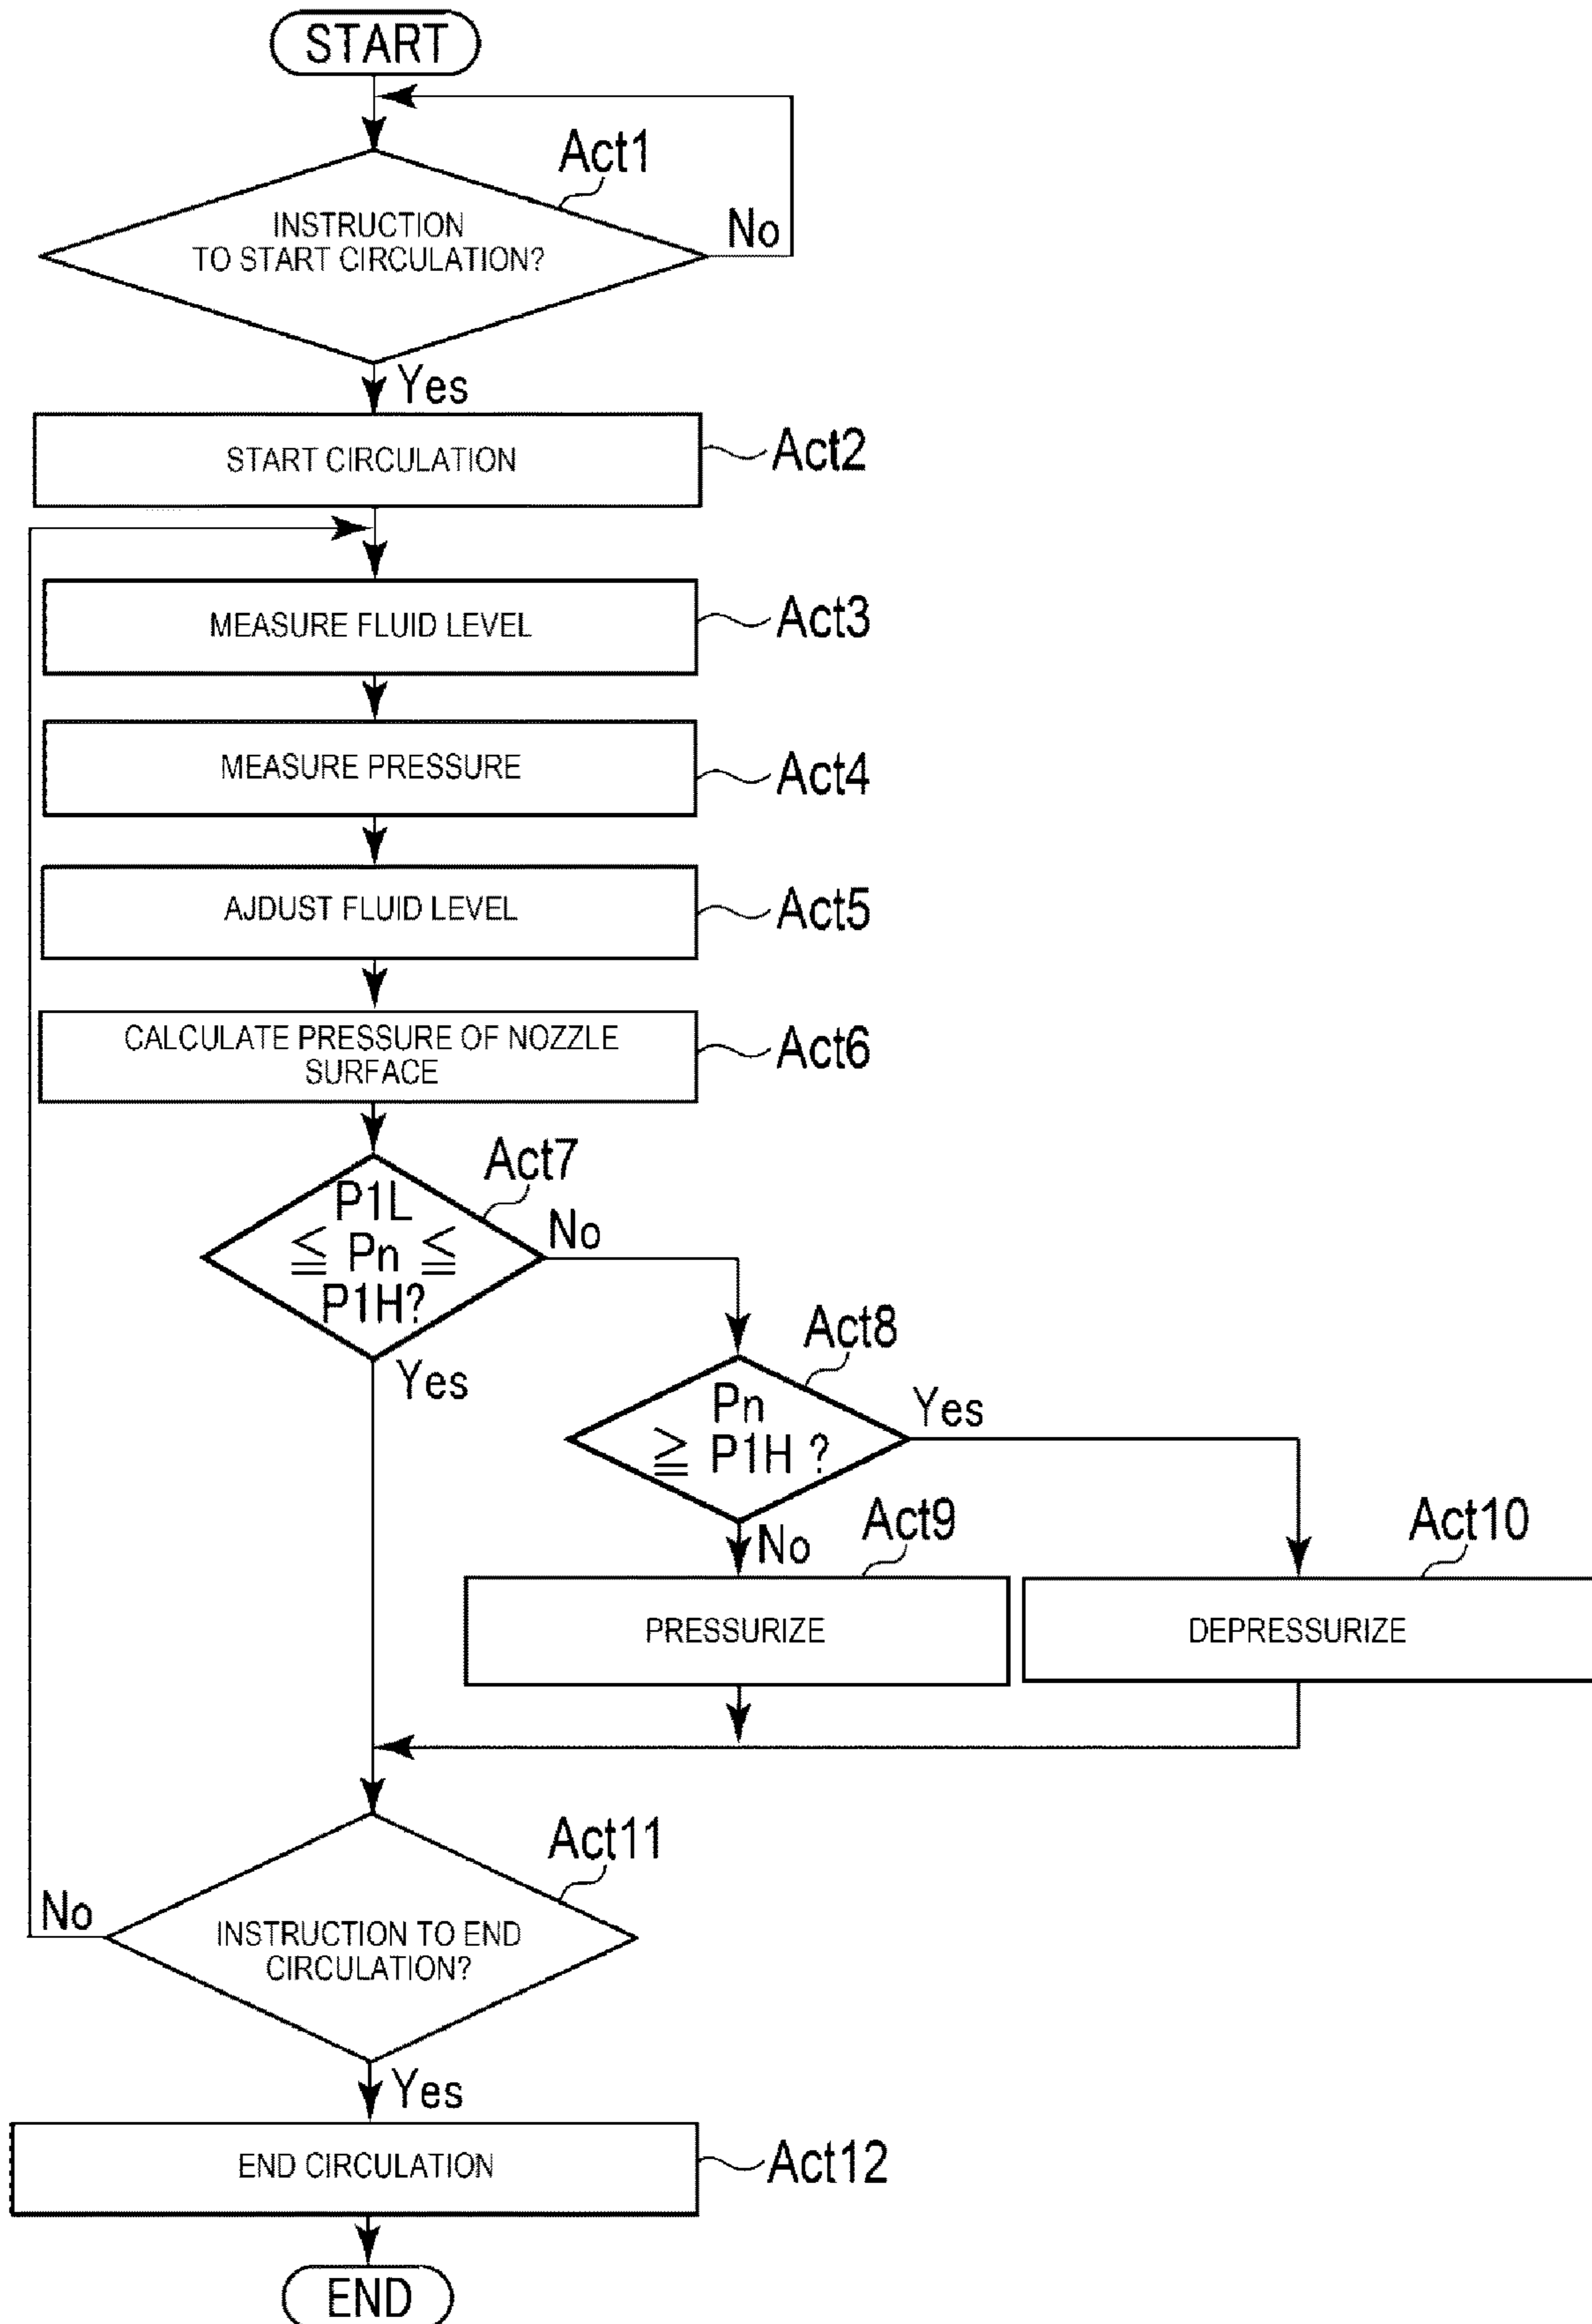 START
Act1
INSTRUCTION
TO START CIRCULATION?
No
Yes
START CIRCULATION
Act2
MEASURE FLUID LEVEL
Act3
MEASURE PRESSURE
Act4
AJDUST FLUID LEVEL
Act5
CALCULATE PRESSURE OF NOZZLE
SURFACE
Act6
Act7
P1L
≦ Pn ≦
P1H?
No
Yes
Act8
Pn
≧ P1H ?
Yes
No
Act9
PRESSURIZE
Act10
DEPRESSURIZE
Act11
INSTRUCTION TO END
CIRCULATION?
No
Yes
END CIRCULATION
Act12
END